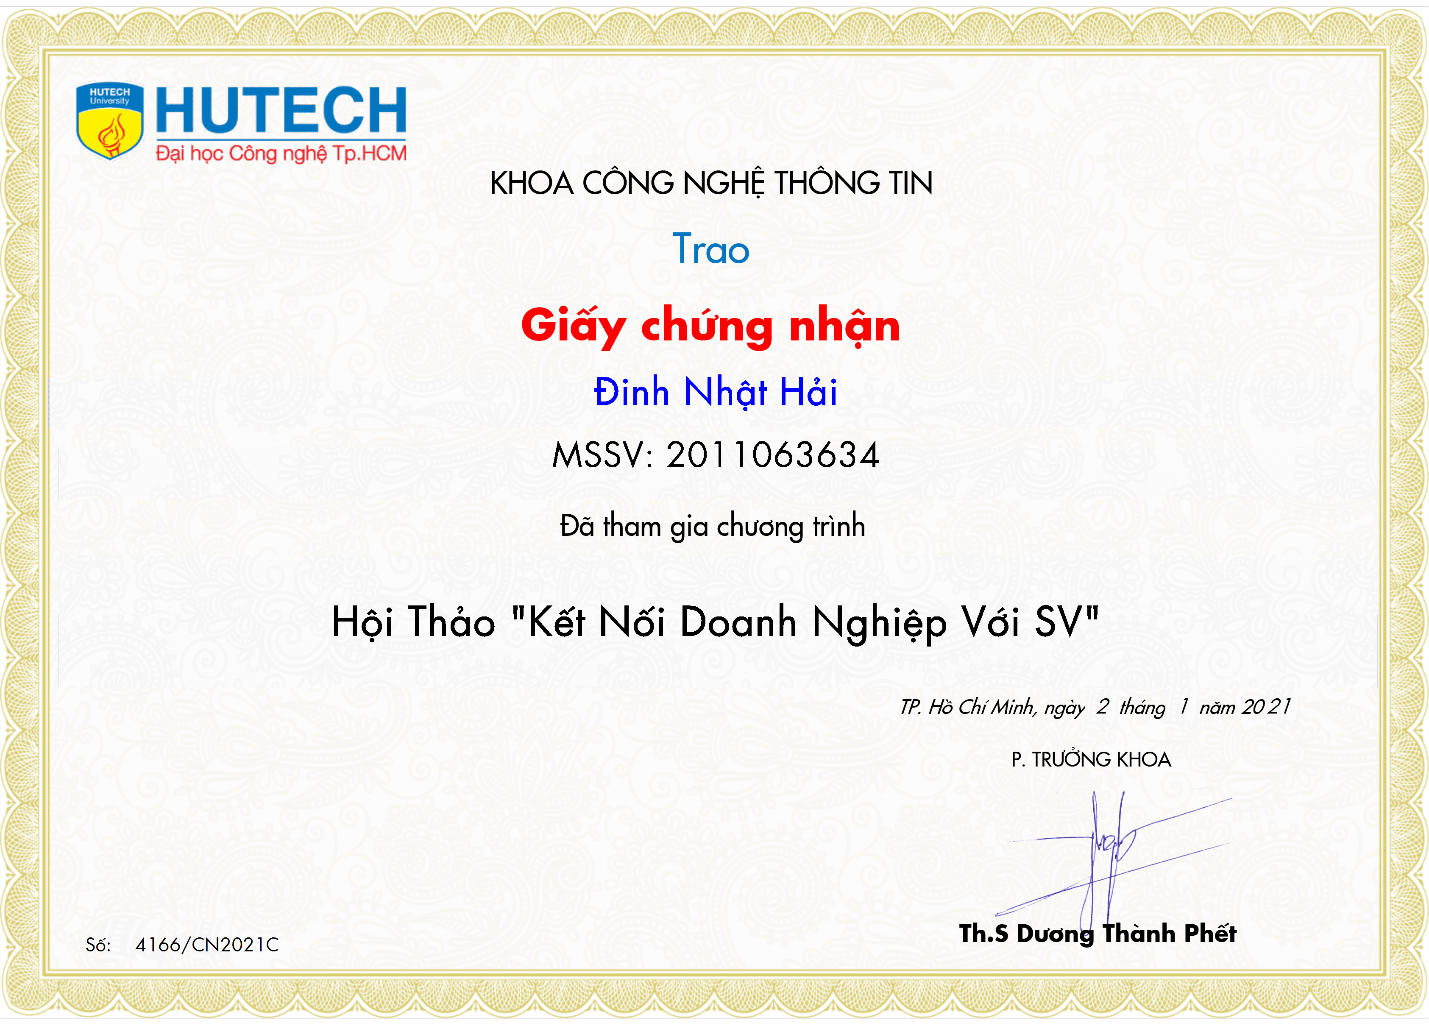 HUTECH
University
HUTECH
Đại học Công nghệ Tp.HCM
KHOA CÔNG NGHỆ THÔNG TIN
Trao
Giấy chứng nhận
Đinh Nhật Hải
MSSV: 2011063634
Đã tham gia chương trình
Hội Thảo "Kết Nối Doanh Nghiệp Với SV"
TP. Hồ Chí Minh, ngày 2 tháng 1 năm 2021
P. TRƯỞNG KHOA
Th.S Dương Thành Phết
Số: 4166/CN2021C